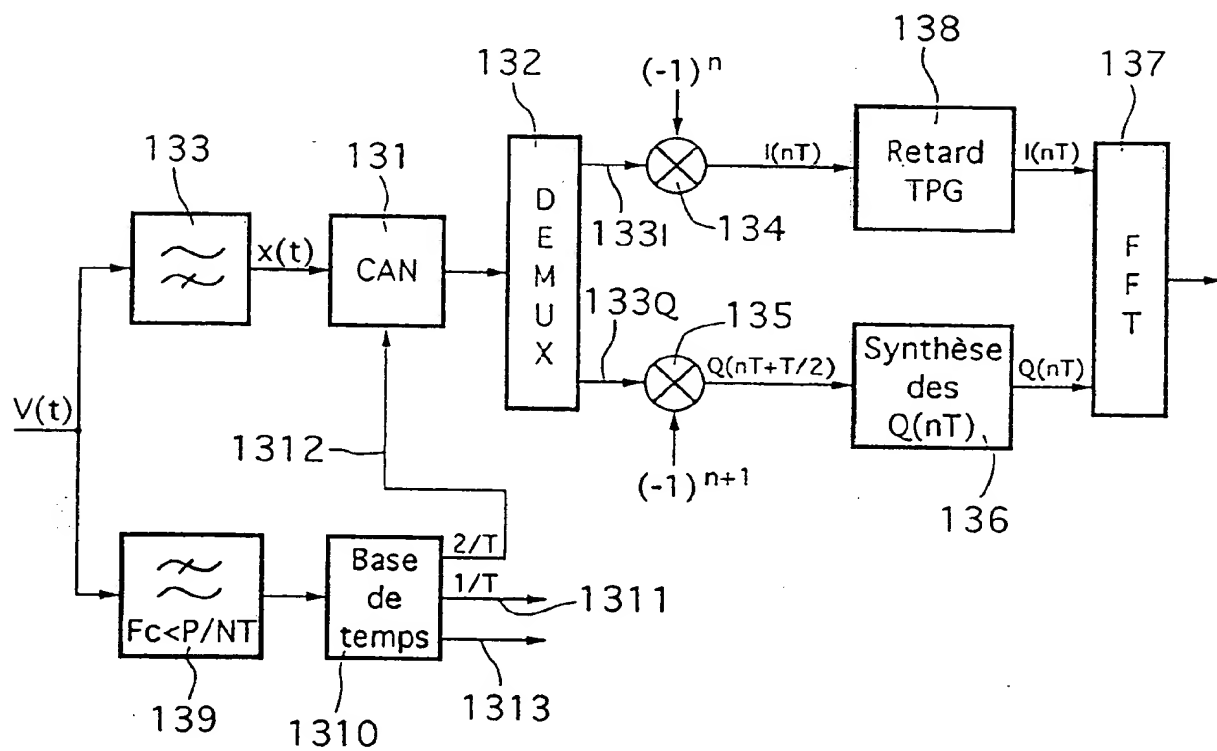 138
(-1)^n
137
132
133
131
I(nT)
Retard
TPG
I(nT)
D
E
M
U
X
133I
134
x(t)
CAN
F
F
T
133Q
135
Q(nT+T/2)
Synthèse
des
Q(nT)
Q(nT)
V(t)
1312
(-1)^n+1
136
2/T
Base
de
temps
1/T
1311
Fc<P/NT
139
1310
1313